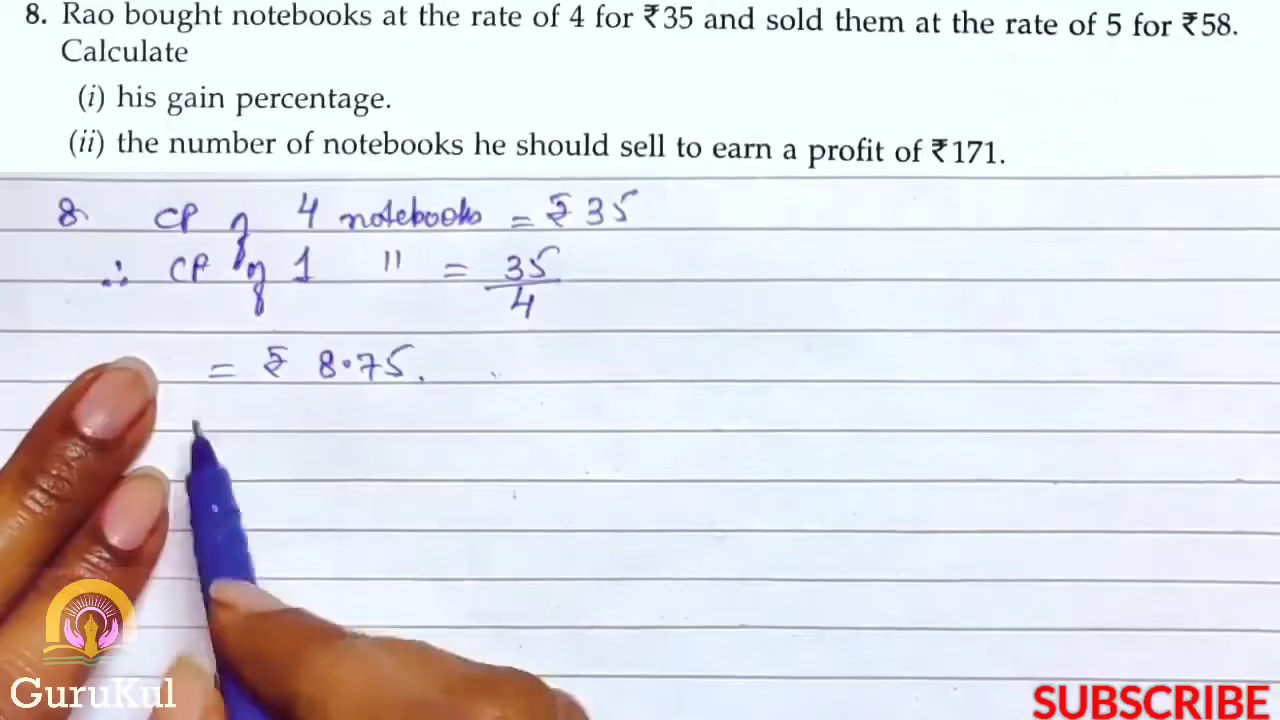 8. Rao bought notebooks at the rate of 4 for ₹35 and sold them at the rate of 5 for ₹58.
Calculate
(i) his gain percentage.
(ii) the number of notebooks he should sell to earn a profit of ₹171.
8 CP of 4 notebooks = ₹ 35
∴ CP of 1 " = 35/4
= ₹ 8.75.
GuruKul
SUBSCRIBE